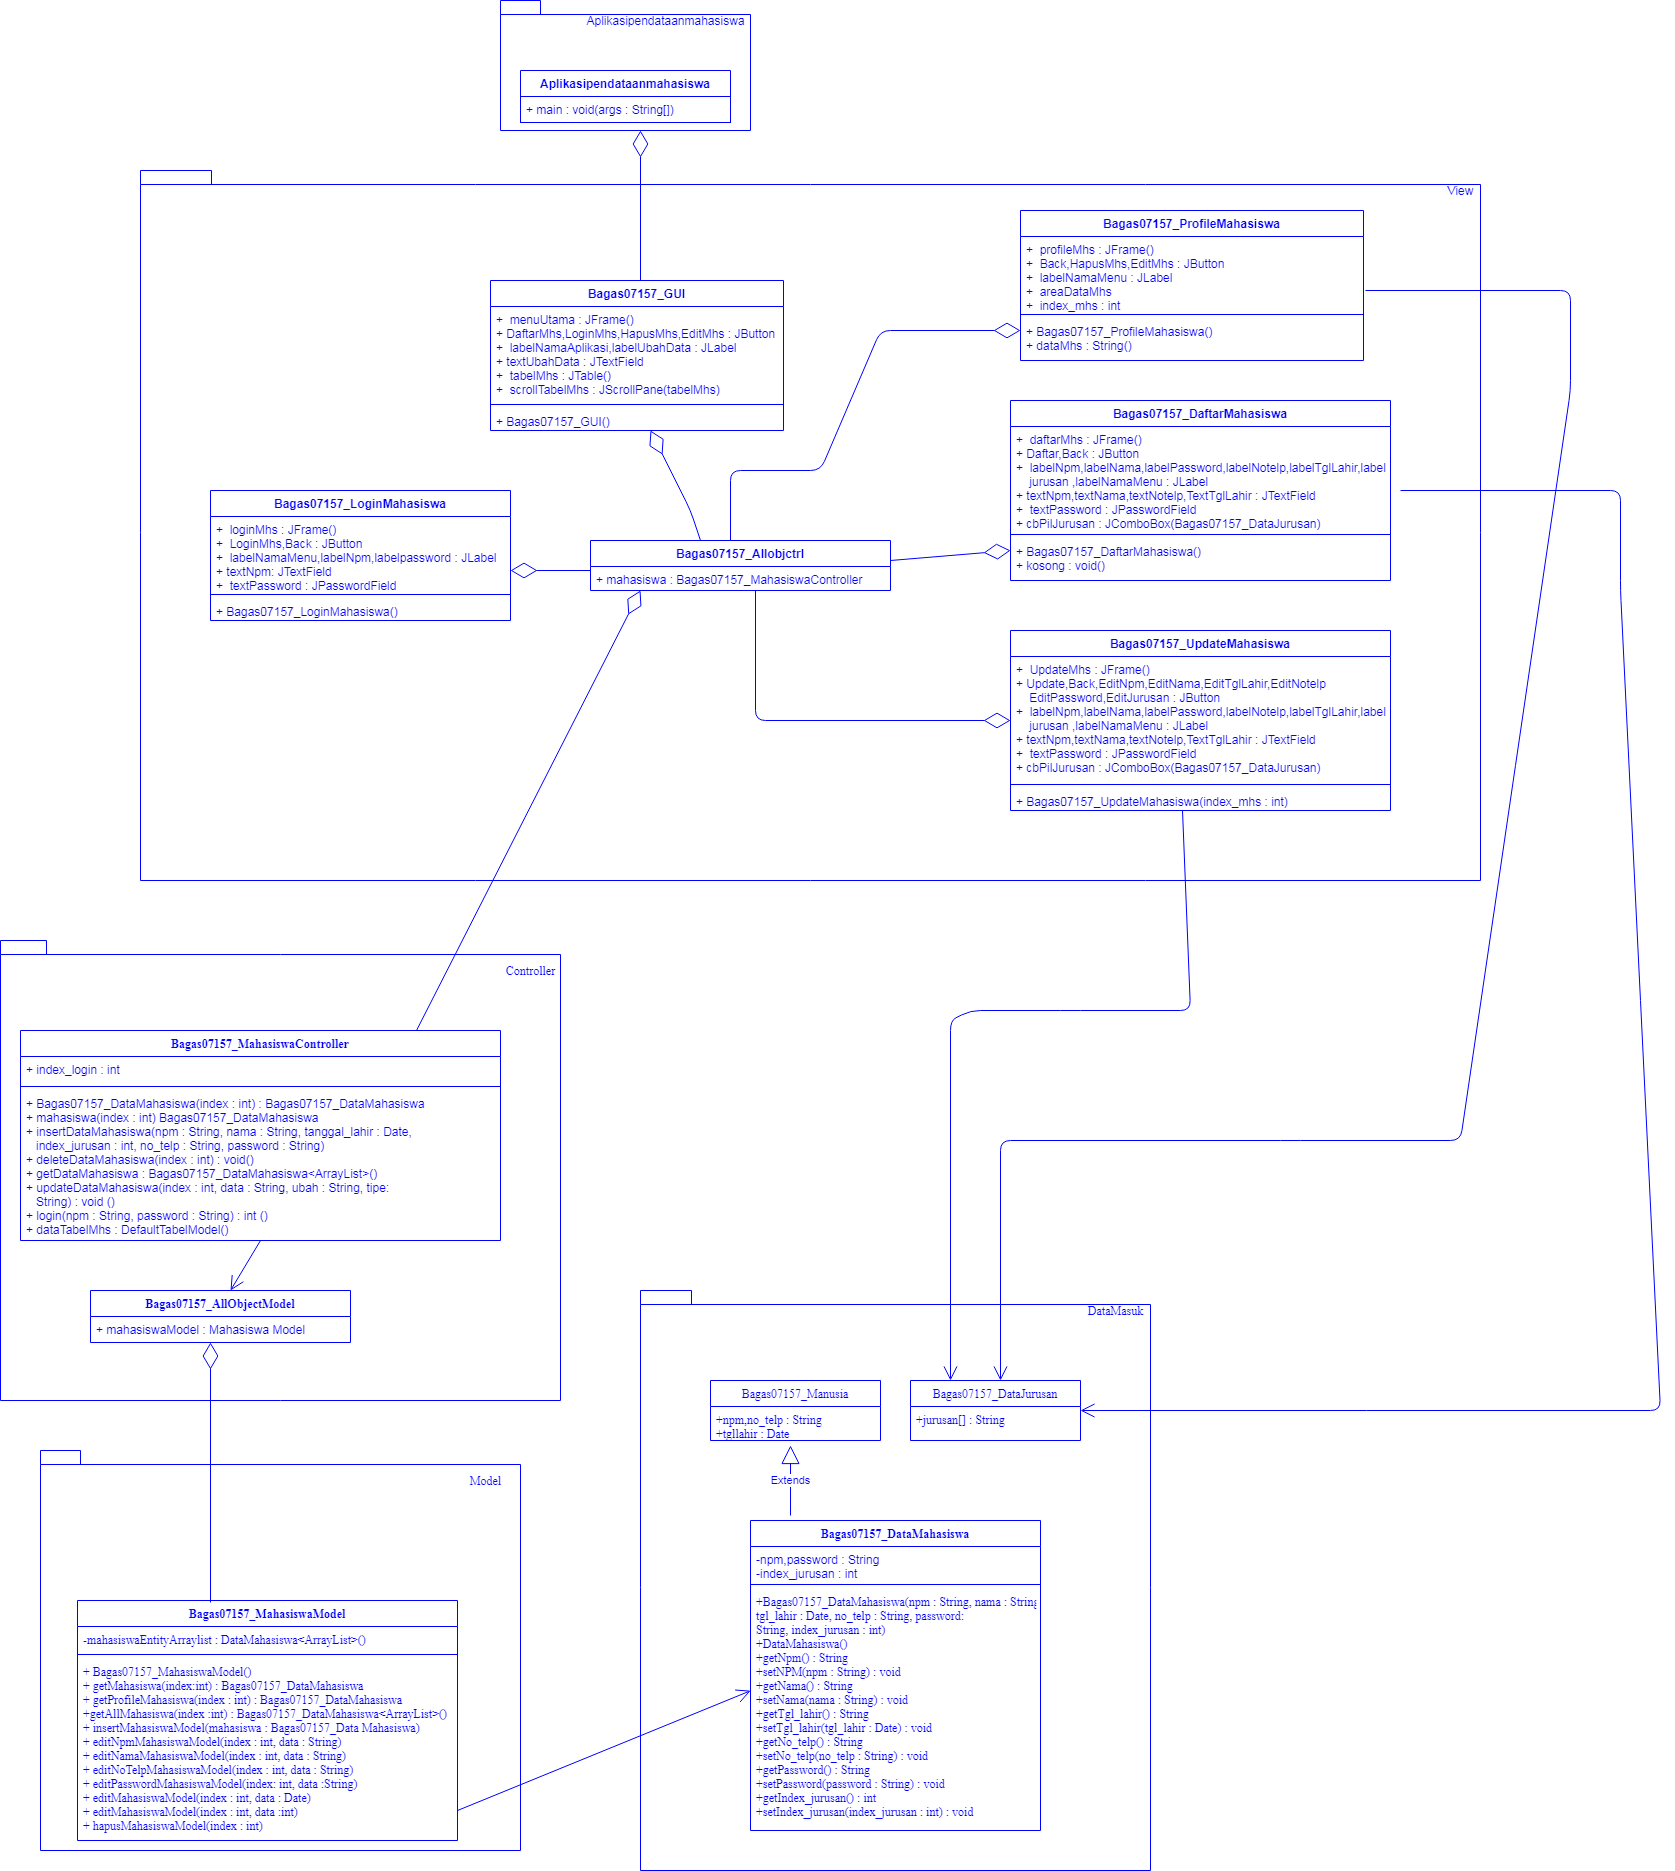 Aplikasipendataanmahasiswa
Aplikasipendataanmahasiswa
+ main : void(args : String[])
View
Bagas07157_ProfileMahasiswa
+ profileMhs : JFrame()
+ Back,HapusMhs,EditMhs : JButton
+ labelNamaMenu : JLabel
+ areaDataMhs
+ index_mhs : int
+ Bagas07157_ProfileMahasiswa()
+ dataMhs : String()
Bagas07157_GUI
+ menuUtama : JFrame()
+ DaftarMhs,LoginMhs,HapusMhs,EditMhs : JButton
+ labelNamaAplikasi,labelUbahData : JLabel
+ textUbahData : JTextField
+ tabelMhs : JTable()
+ scrollTabelMhs : JScrollPane(tabelMhs)
+ Bagas07157_GUI()
Bagas07157_DaftarMahasiswa
+ daftarMhs : JFrame()
+ Daftar,Back : JButton
+ labelNpm,labelNama,labelPassword,labelNotelp,labelTglLahir,label
jurusan ,labelNamaMenu : JLabel
+ textNpm,textNama,textNotelp,TextTglLahir : JTextField
+ textPassword : JPasswordField
+ cbPilJurusan : JComboBox(Bagas07157_DataJurusan)
+ Bagas07157_DaftarMahasiswa()
+ kosong : void()
Bagas07157_LoginMahasiswa
+ loginMhs : JFrame()
+ LoginMhs,Back : JButton
+ labelNamaMenu,labelNpm,labelpassword : JLabel
+ textNpm: JTextField
+ textPassword : JPasswordField
+ Bagas07157_LoginMahasiswa()
Bagas07157_Allobjctrl
+ mahasiswa : Bagas07157_MahasiswaController
Bagas07157_UpdateMahasiswa
+ UpdateMhs : JFrame()
+ Update,Back,EditNpm,EditNama,EditTglLahir,EditNotelp
EditPassword,EditJurusan : JButton
+ labelNpm,labelNama,labelPassword,labelNotelp,labelTglLahir,label
jurusan ,labelNamaMenu : JLabel
+ textNpm,textNama,textNotelp,TextTglLahir : JTextField
+ textPassword : JPasswordField
+ cbPilJurusan : JComboBox(Bagas07157_DataJurusan)
+ Bagas07157_UpdateMahasiswa(index_mhs : int)
Controller
Bagas07157_MahasiswaController
+ index_login : int
+ Bagas07157_DataMahasiswa(index : int) : Bagas07157_DataMahasiswa
+ mahasiswa(index : int) Bagas07157_DataMahasiswa
+ insertDataMahasiswa(npm : String, nama : String, tanggal_lahir : Date,
index_jurusan : int, no_telp : String, password : String)
+ deleteDataMahasiswa(index : int) : void()
+ getDataMahasiswa : Bagas07157_DataMahasiswa<ArrayList>()
+ updateDataMahasiswa(index : int, data : String, ubah : String, tipe:
String) : void ()
+ login(npm : String, password : String) : int ()
+ dataTabelMhs : DefaultTabelModel()
Bagas07157_AllObjectModel
+ mahasiswaModel : Mahasiswa Model
DataMasuk
Bagas07157_Manusia
+npm,no_telp : String
+tgllahir : Date
Bagas07157_DataJurusan
+jurusan[] : String
Extends
Model
Bagas07157_MahasiswaModel
-mahasiswaEntityArraylist : DataMahasiswa<ArrayList>()
+ Bagas07157_MahasiswaModel()
+ getMahasiswa(index:int) : Bagas07157_DataMahasiswa
+ getProfileMahasiswa(index : int) : Bagas07157_DataMahasiswa
+getAllMahasiswa(index :int) : Bagas07157_DataMahasiswa<ArrayList>()
+ insertMahasiswaModel(mahasiswa : Bagas07157_Data Mahasiswa)
+ editNpmMahasiswaModel(index : int, data : String)
+ editNamaMahasiswaModel(index : int, data : String)
+ editNoTelpMahasiswaModel(index : int, data : String)
+ editPasswordMahasiswaModel(index: int, data :String)
+ editMahasiswaModel(index : int, data : Date)
+ editMahasiswaModel(index : int, data :int)
+ hapusMahasiswaModel(index : int)
Bagas07157_DataMahasiswa
-npm,password : String
-index_jurusan : int
+Bagas07157_DataMahasiswa(npm : String, nama : String
tgl_lahir : Date, no_telp : String, password:
String, index_jurusan : int)
+DataMahasiswa()
+getNpm() : String
+setNPM(npm : String) : void
+getNama() : String
+setNama(nama : String) : void
+getTgl_lahir() : String
+setTgl_lahir(tgl_lahir : Date) : void
+getNo_telp() : String
+setNo_telp(no_telp : String) : void
+getPassword() : String
+setPassword(password : String) : void
+getIndex_jurusan() : int
+setIndex_jurusan(index_jurusan : int) : void